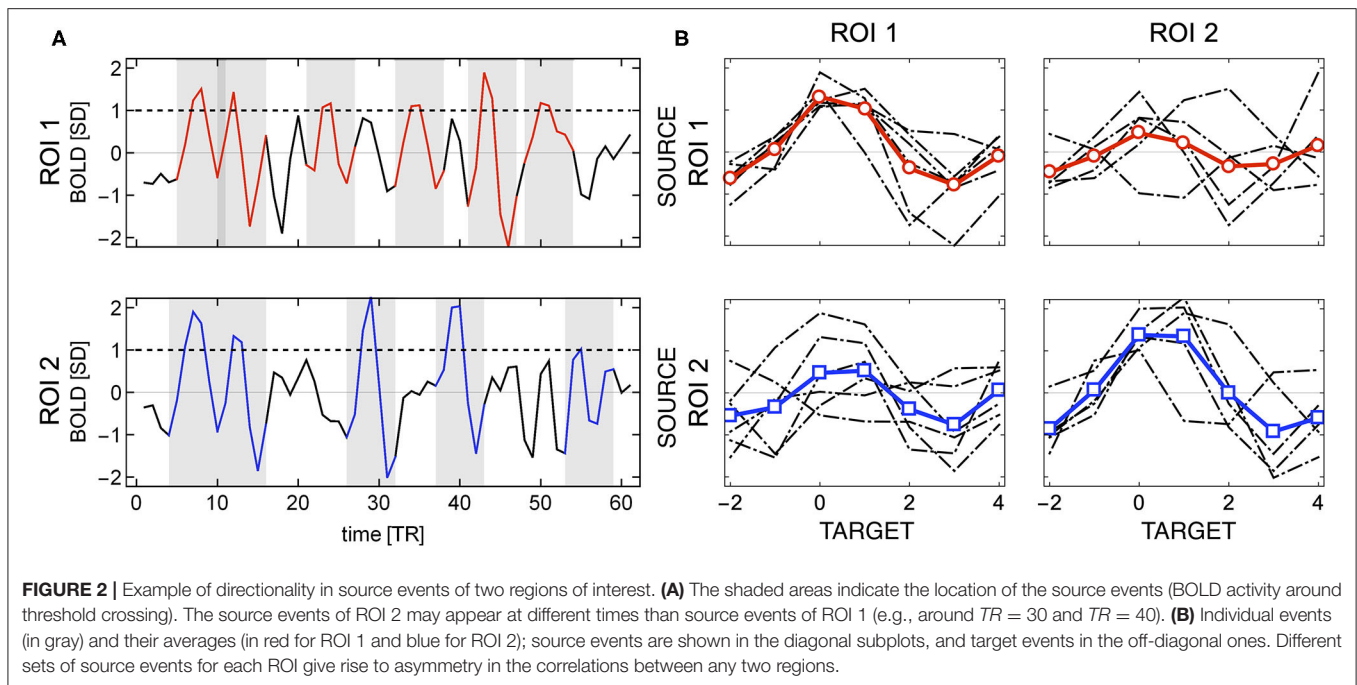 A
B
ROI 1
ROI 2
ROI 1
BOLD [SD]
2
1
0
−1
−2
SOURCE
ROI 1
ROI 2
BOLD [SD]
2
1
0
−1
−2
0 10 20 30 40 50 60
time [TR]
SOURCE
ROI 2
−2 0 2 4
TARGET
−2 0 2 4
TARGET
FIGURE 2 | Example of directionality in source events of two regions of interest. (A) The shaded areas indicate the location of the source events (BOLD activity around
threshold crossing). The source events of ROI 2 may appear at different times than source events of ROI 1 (e.g., around TR = 30 and TR = 40). (B) Individual events
(in gray) and their averages (in red for ROI 1 and blue for ROI 2); source events are shown in the diagonal subplots, and target events in the off-diagonal ones. Different
sets of source events for each ROI give rise to asymmetry in the correlations between any two regions.